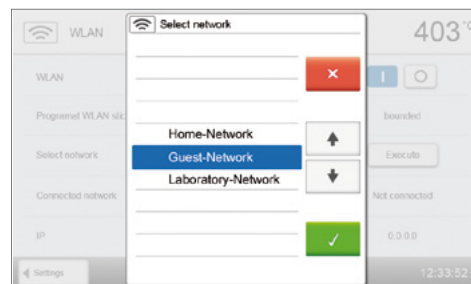 WLAN
Select network
403 °C
WLAN
I O
Programet WLAN stic
bounded
Home-Network
Select network
Guest-Network
Execute
Laboratory-Network
Connected network
Not connected
IP
0.0.0.0
Settings
12:33:52